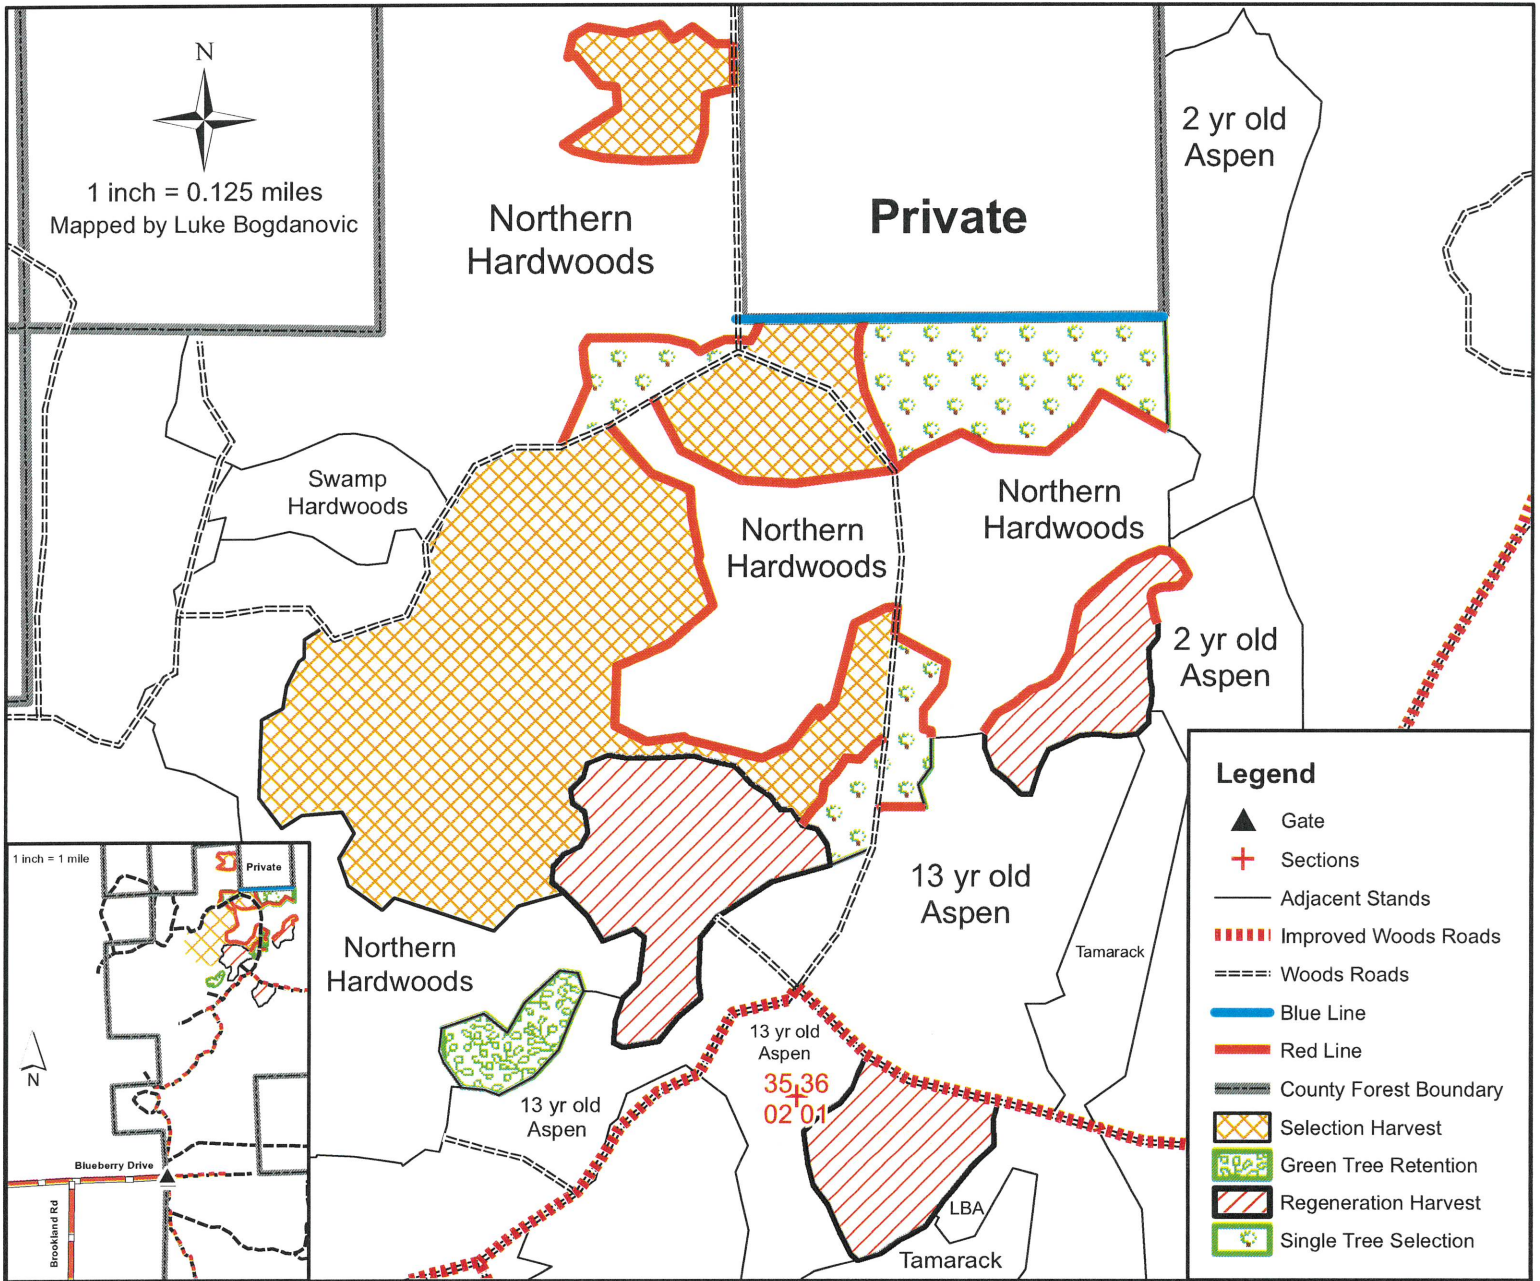 N
1 inch = 0.125 miles
Mapped by Luke Bogdanovic
Northern
Hardwoods
Private
2 yr old
Aspen
Swamp
Hardwoods
Northern
Hardwoods
Northern
Hardwoods
2 yr old
Aspen
13 yr old
Aspen
Northern
Hardwoods
Tamarack
13 yr old
Aspen
35 36
02 01
13 yr old
Aspen
LBA
Tamarack
1 inch = 1 mile
Private
N
Blueberry Drive
Brookland Rd
Legend
Gate
Sections
Adjacent Stands
Improved Woods Roads
Woods Roads
Blue Line
Red Line
County Forest Boundary
Selection Harvest
Green Tree Retention
Regeneration Harvest
Single Tree Selection